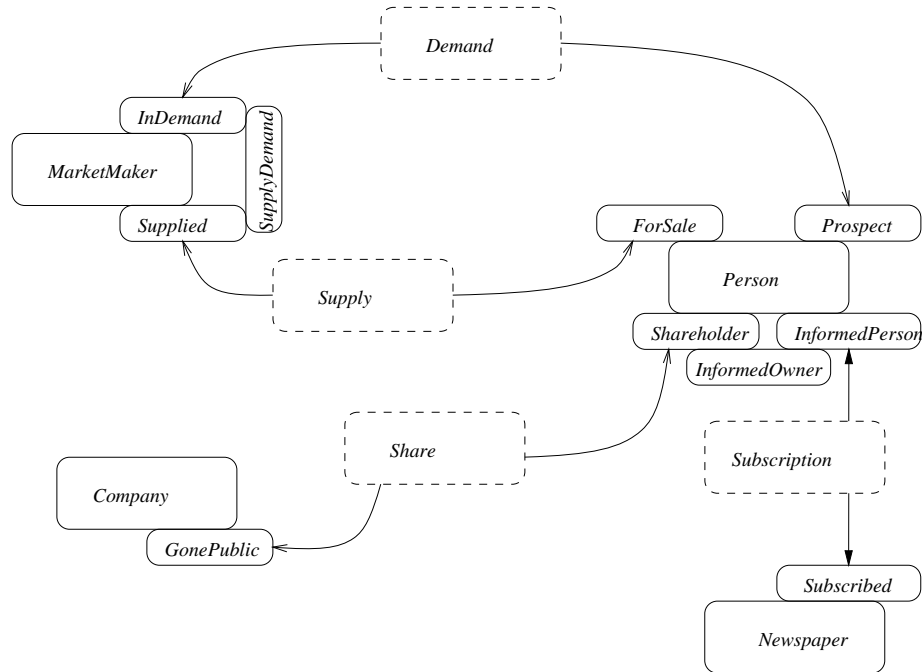 Demand
InDemand
SupplyDemand
MarketMaker
Supplied
ForSale
Prospect
Person
Supply
Shareholder
InformedPerson
InformedOwner
Share
Subscription
Company
GonePublic
Subscribed
Newspaper